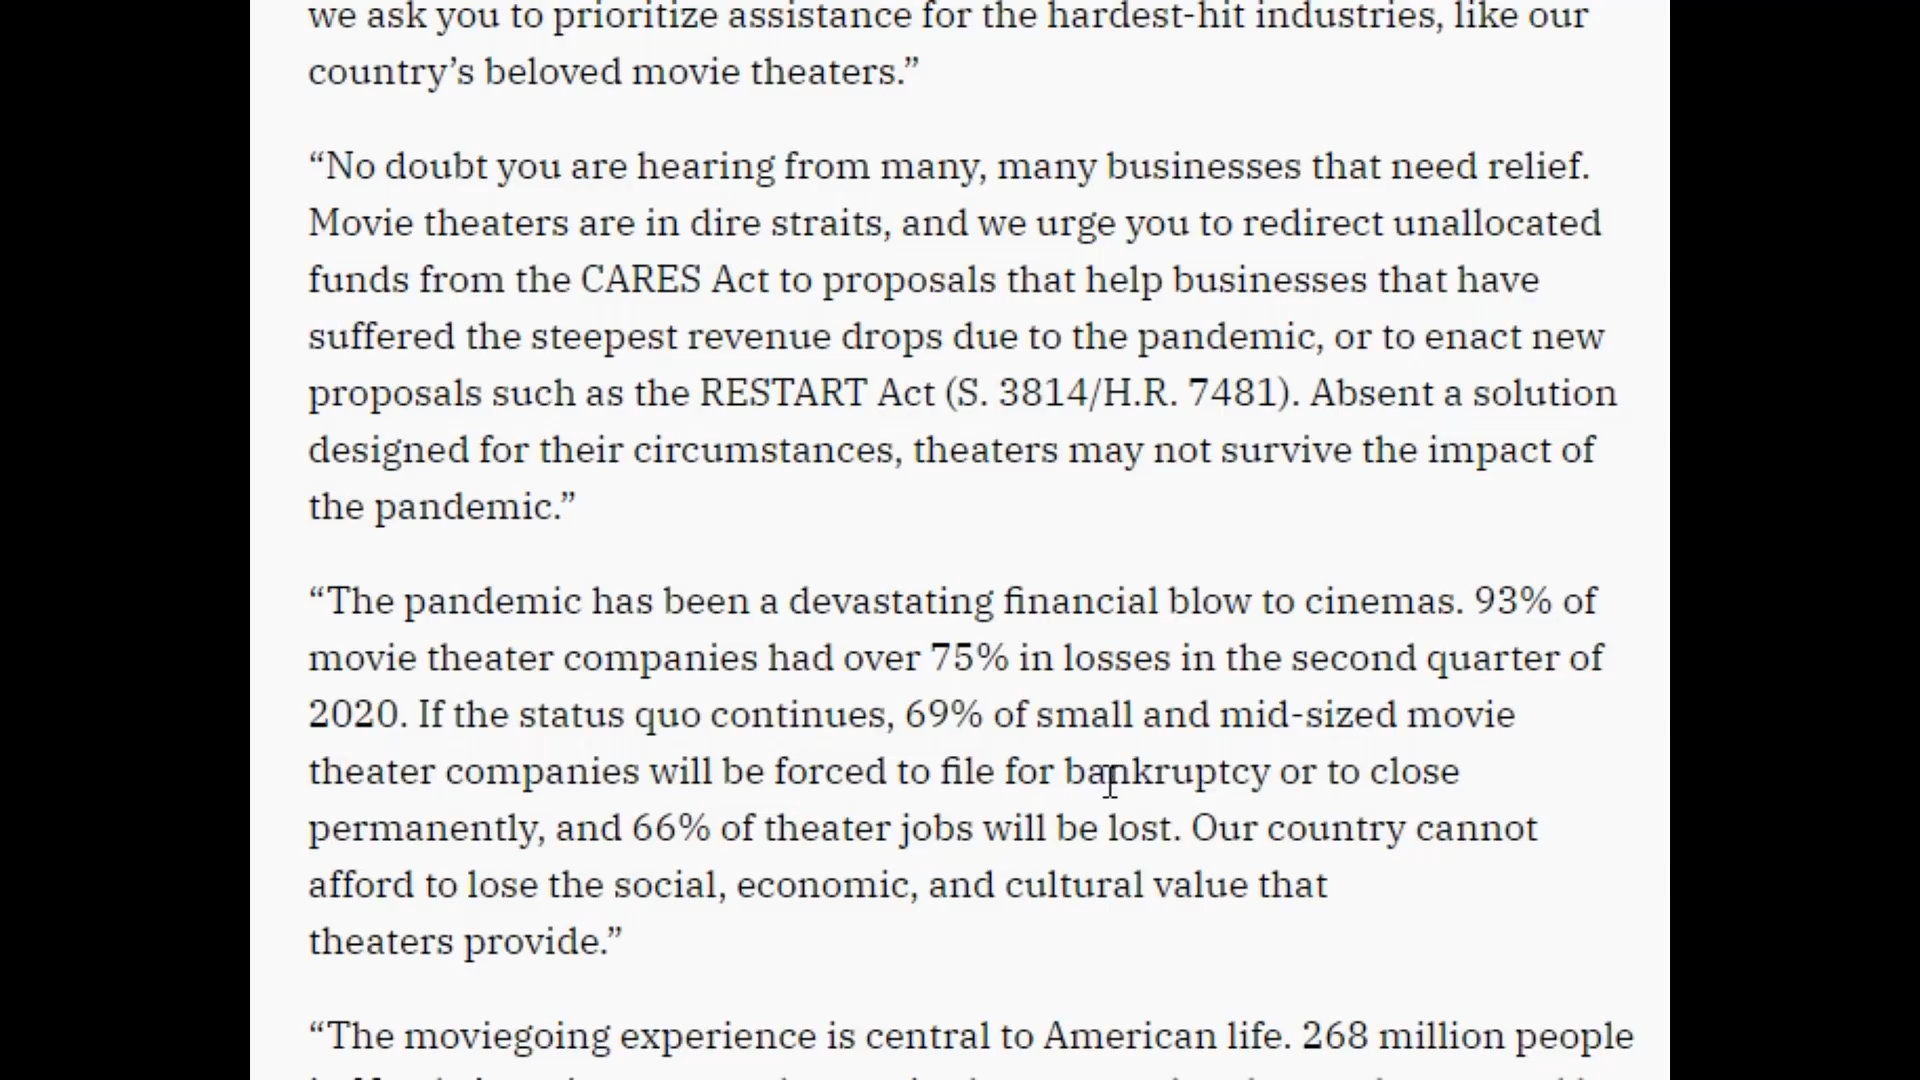 we ask you to prioritize assistance for the hardest-hit industries, like our
country’s beloved movie theaters.”
“No doubt you are hearing from many, many businesses that need relief.
Movie theaters are in dire straits, and we urge you to redirect unallocated
funds from the CARES Act to proposals that help businesses that have
suffered the steepest revenue drops due to the pandemic, or to enact new
proposals such as the RESTART Act (S. 3814/H.R. 7481). Absent a solution
designed for their circumstances, theaters may not survive the impact of
the pandemic.”
“The pandemic has been a devastating financial blow to cinemas. 93% of
movie theater companies had over 75% in losses in the second quarter of
2020. If the status quo continues, 69% of small and mid-sized movie
theater companies will be forced to file for bankruptcy or to close
permanently, and 66% of theater jobs will be lost. Our country cannot
afford to lose the social, economic, and cultural value that
theaters provide.”
“The moviegoing experience is central to American life. 268 million people